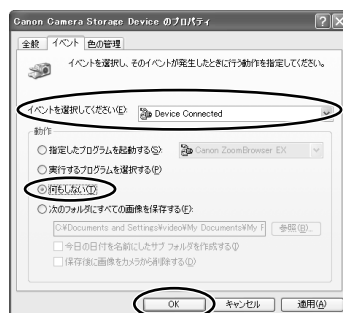 Canon Camera Storage Device のプロパティ
全般 イベント 色の管理
イベントを選択し、そのイベントが発生したときに行う動作を指定してください。
イベントを選択してください(E): Device Connected
動作
指定したプログラムを起動する(S): Canon ZoomBrowser EX
実行するプログラムを選択する(P)
何もしない(T)
次のフォルダにすべての画像を保存する(F):
C:¥Documents and Settings¥video¥My Documents¥My F 参照(B)...
今日の日付を名前にしたサブ フォルダを作成する(I)
保存後に画像をカメラから削除する(D)
OK キャンセル 適用(A)